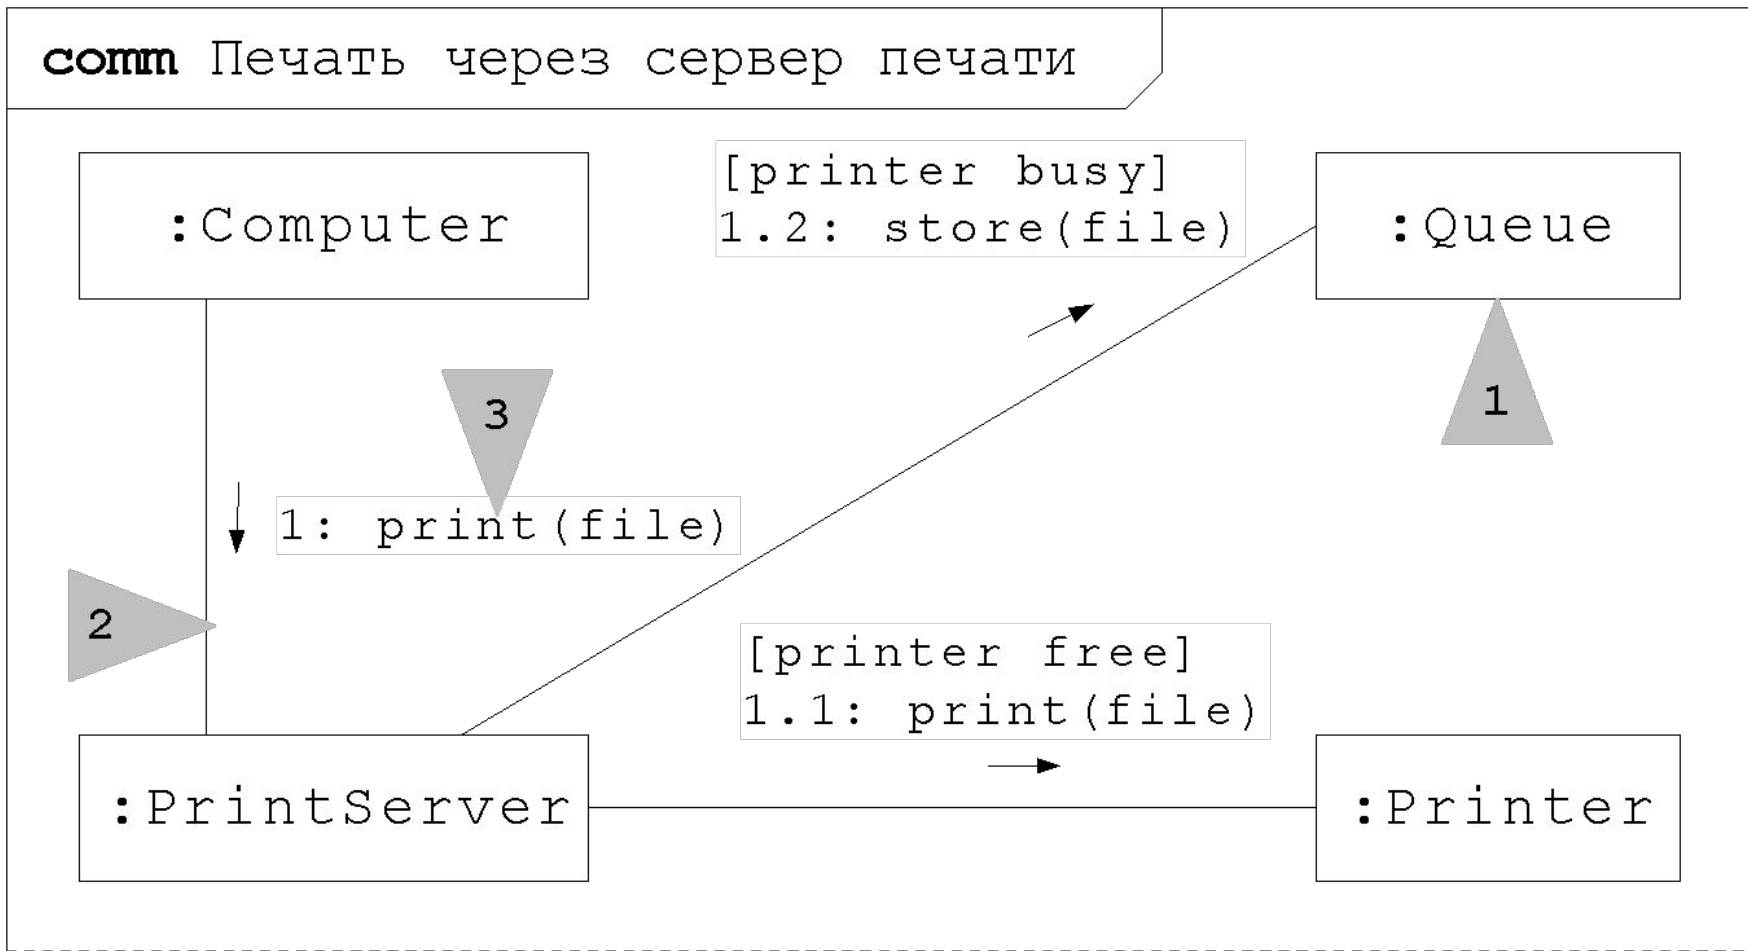 comm Печать через сервер печати
:Computer
[printer busy]
1.2: store(file)
:Queue
3
1
1: print(file)
2
[printer free]
1.1: print(file)
:PrintServer
:Printer